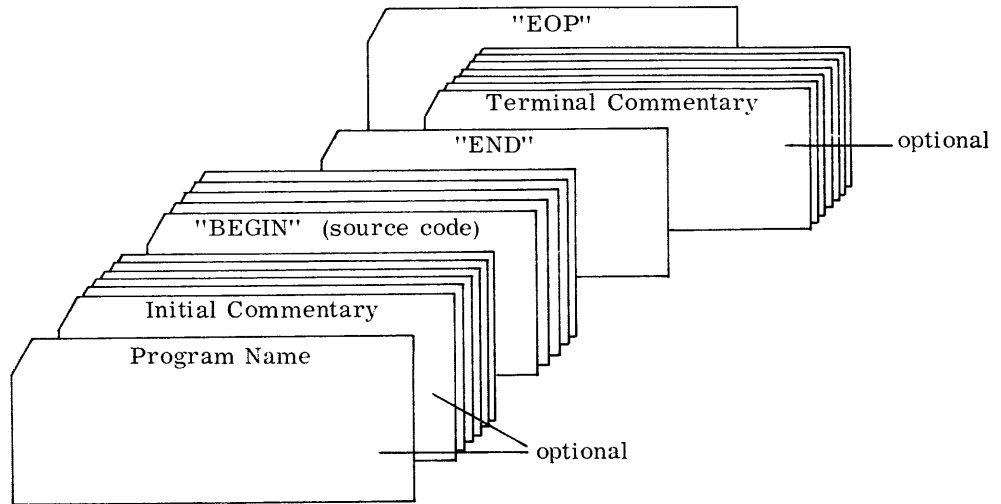 ''EOP''
Terminal Commentary
optional
''END''
''BEGIN'' (source code)
Initial Commentary
Program Name
optional